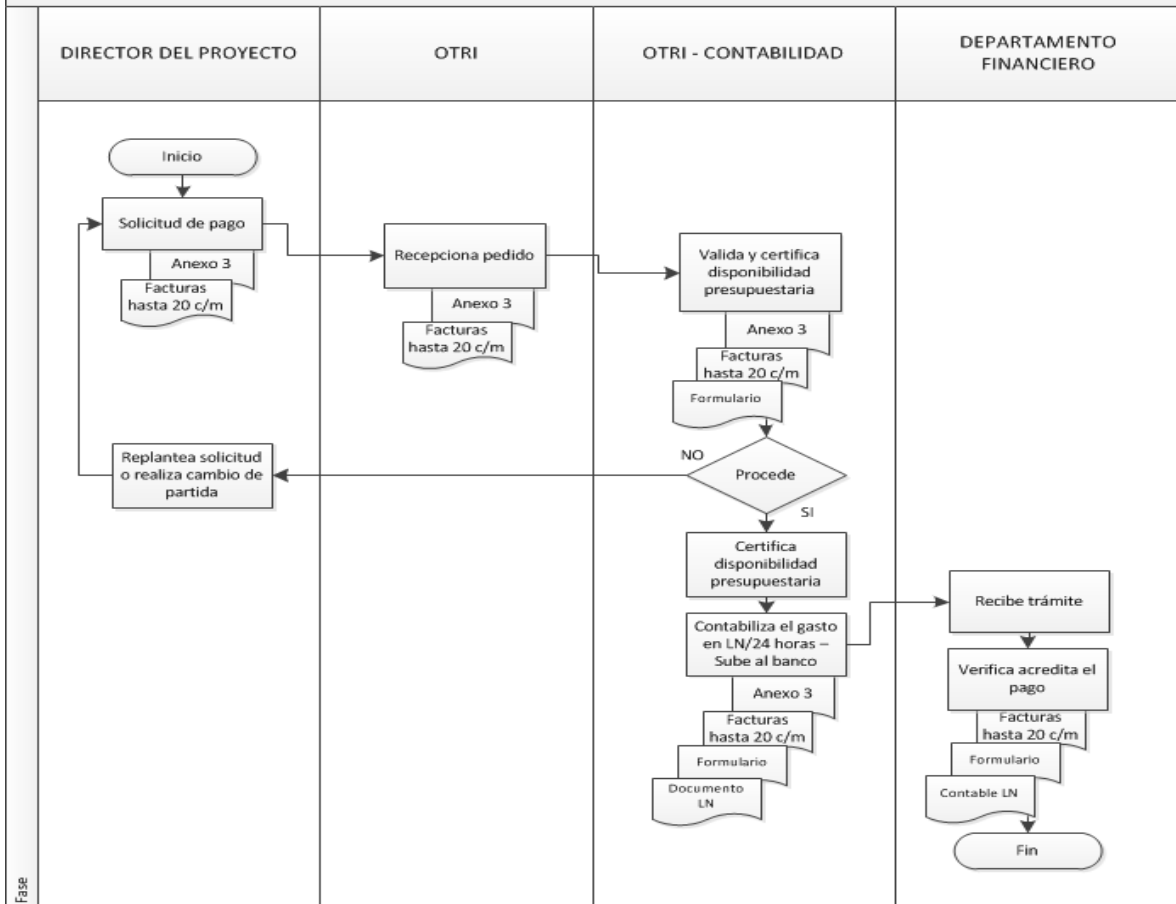 DIRECTOR DEL PROYECTO
OTRI
OTRI - CONTABILIDAD
DEPARTAMENTO
FINANCIERO
Inicio
Solicitud de pago
Anexo 3
Facturas
hasta 20 c/m
Recepciona pedido
Anexo 3
Facturas
hasta 20 c/m
Valida y certifica
disponibilidad
presupuestaria
Anexo 3
Facturas
hasta 20 c/m
Formulario
Replantea solicitud
o realiza cambio de
partida
NO
Procede
SI
Certifica
disponibilidad
presupuestaria
Contabiliza el gasto
en LN/24 horas –
Sube al banco
Anexo 3
Facturas
hasta 20 c/m
Formulario
Documento
LN
Recibe trámite
Verifica acredita el
pago
Facturas
hasta 20 c/m
Formulario
Contable LN
Fin
Fase